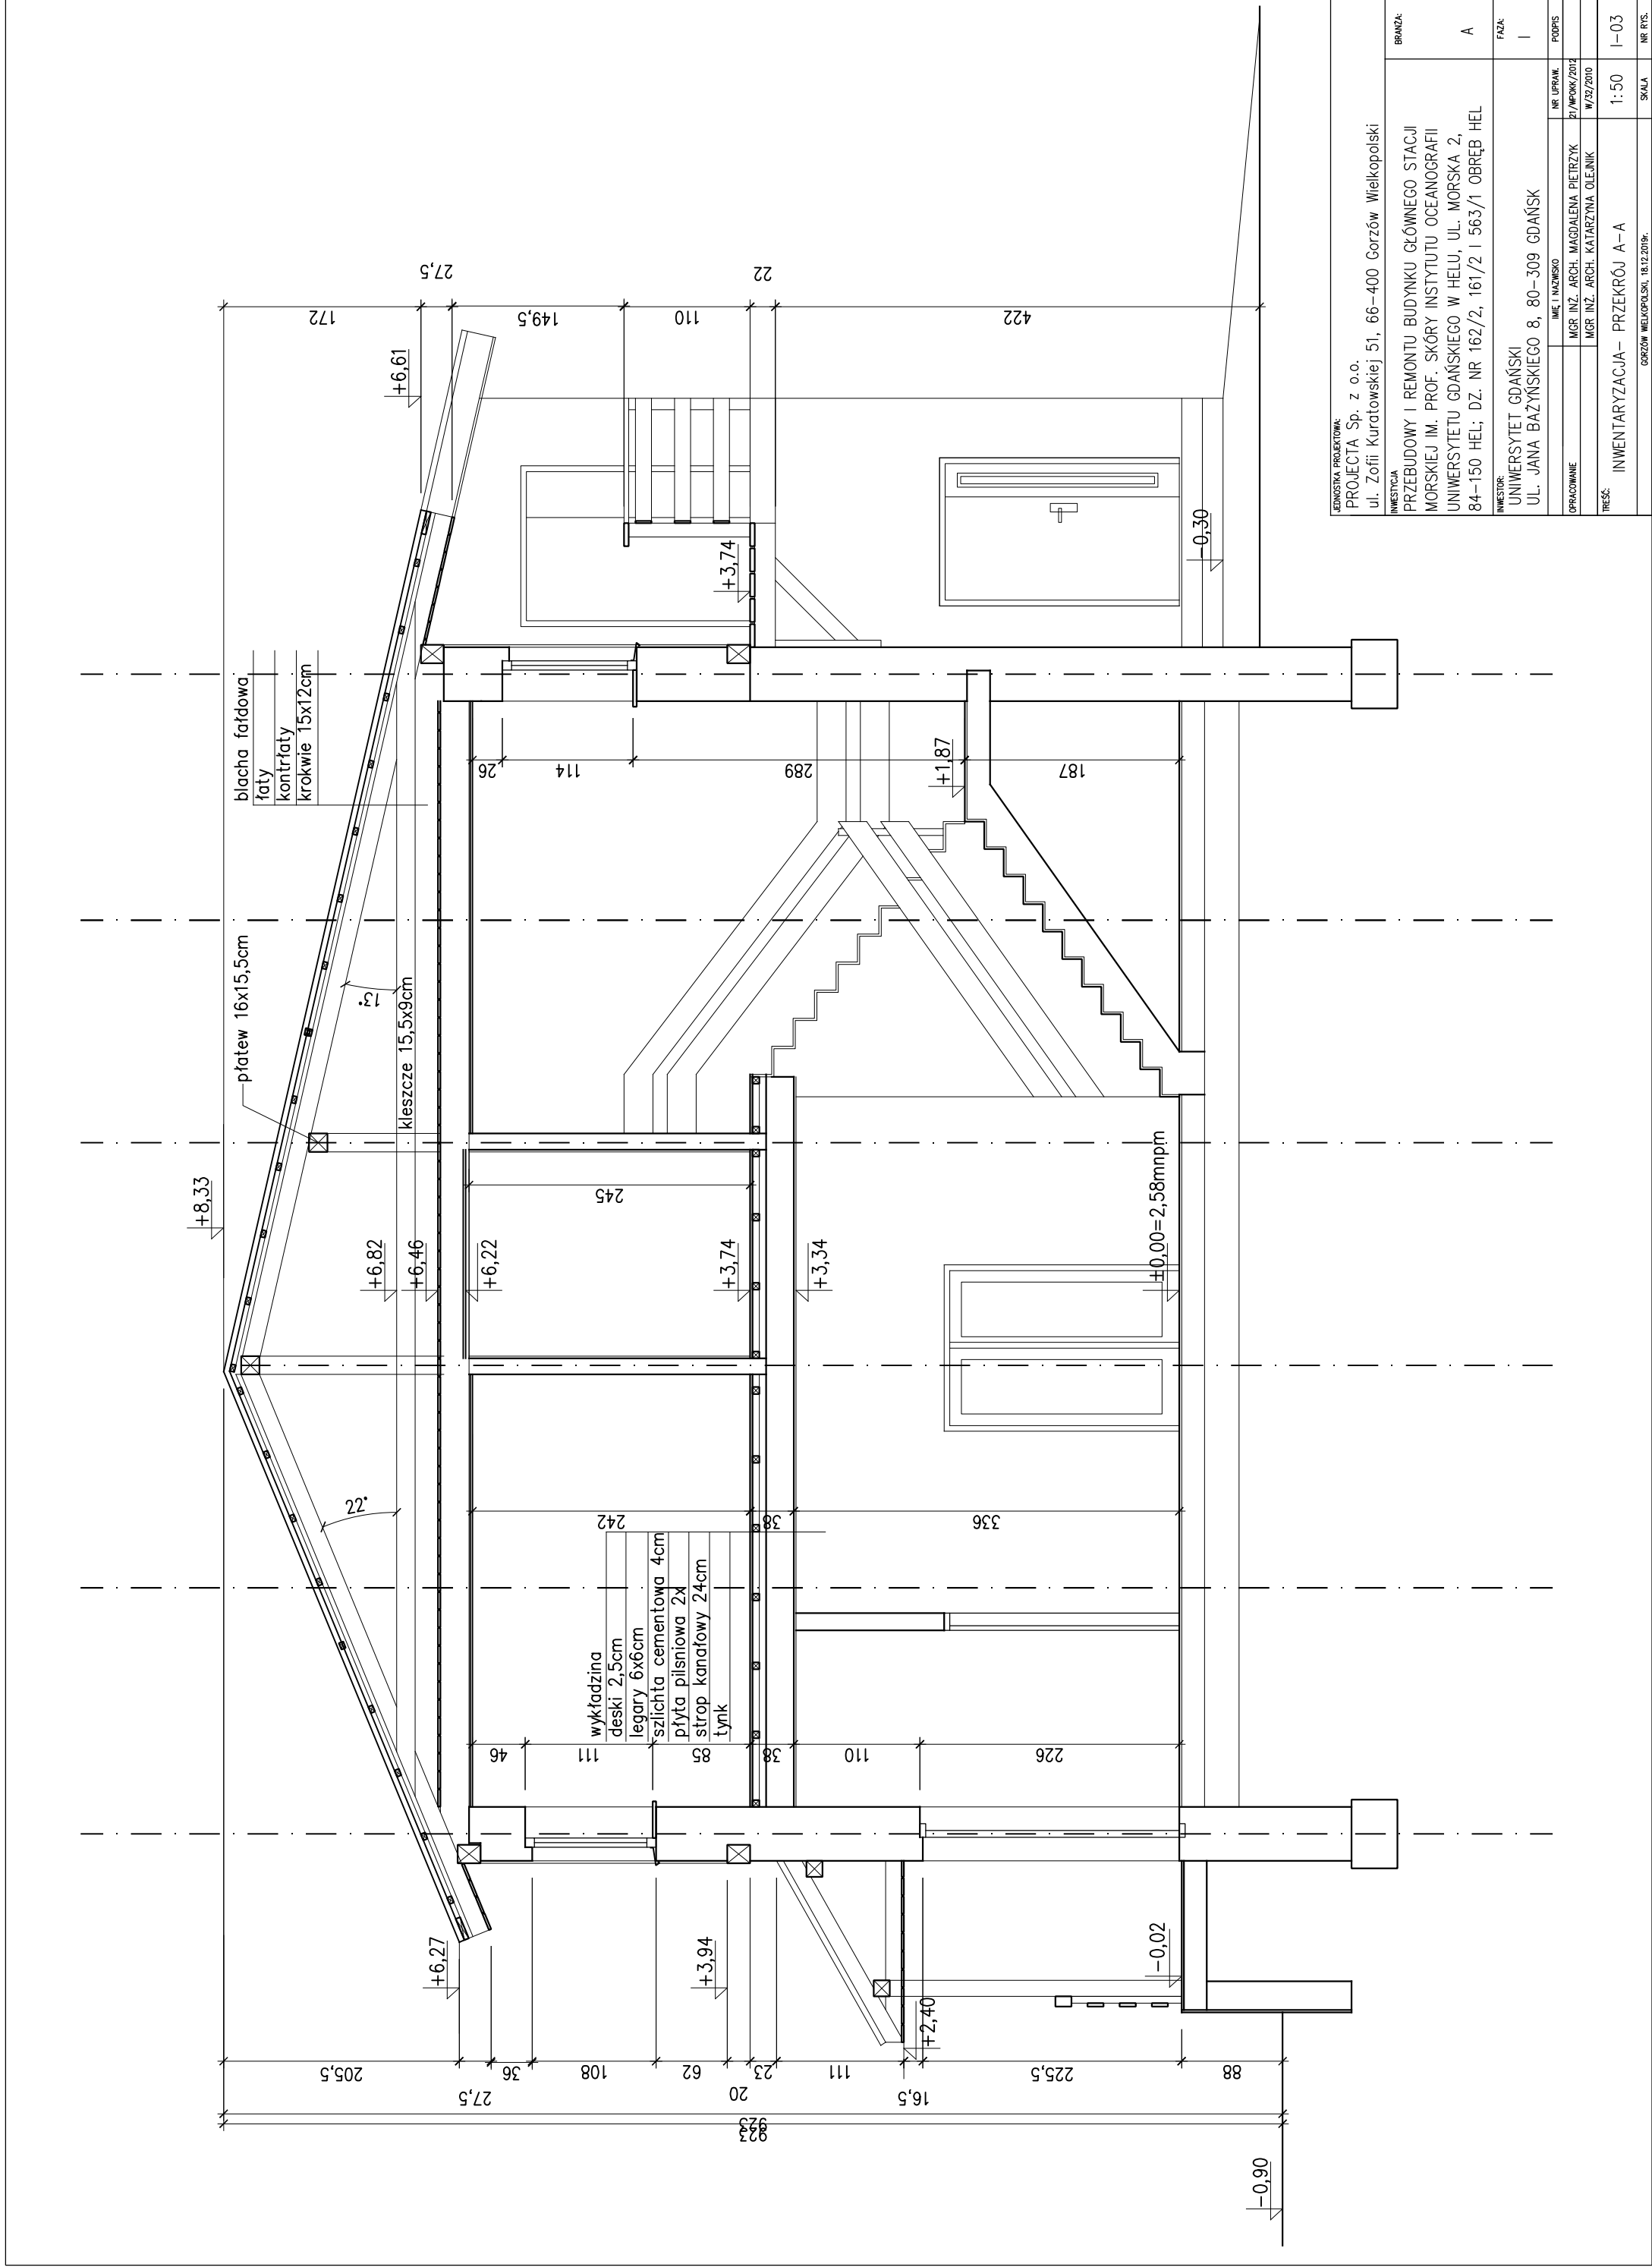 +8,33
płatew 16x15,5cm
blacha fałdowa
łaty
kontrłaty
krokwie 15x12cm
+6,61
172
27,5
149,5
110
22
422
22°
13°
kleszcze 15,5x9cm
+6,82
+6,46
+6,22
+3,74
+3,34
±0,00=2,58mnpm
245
242
38
336
wykładzina
deski 2,5cm
legary 6x6cm
szlichta cementowa 4cm
płyta pilsniowa 2x
strop kanałowy 24cm
tynk
46
111
85
38
110
226
26
114
289
187
+1,87
+3,74
-0,30
+6,27
+3,94
+2,40
-0,02
-0,90
205,5
27,5
36
108
62
20
23
111
16,5
225,5
88
923
923
JEDNOSTKA PROJEKTOWA:
PROJECTA Sp. z o.o.
ul. Zofii Kuratowskiej 51, 66-400 Gorzów Wielkopolski
INWESTYCJA
BRANŻA:
PRZEBUDOWY I REMONTU BUDYNKU GŁÓWNEGO STACJI
MORSKIEJ IM. PROF. SKÓRY INSTYTUTU OCEANOGRAFII
UNIWERSYTETU GDAŃSKIEGO W HELU, UL. MORSKA 2,
84-150 HEL; DZ. NR 162/2, 161/2 I 563/1 OBRĘB HEL
A
INWESTOR:
FAZA:
UNIWERSYTET GDAŃSKI
I
UL. JANA BAŻYŃSKIEGO 8, 80-309 GDAŃSK
IMIĘ I NAZWISKO NR UPRAW. PODPIS
OPRACOWANIE MGR INŻ. ARCH. MAGDALENA PIETRZYK 21/WPOKK/2012
MGR INŻ. ARCH. KATARZYNA OLEJNIK W/32/2010
TREŚĆ:
INWENTARYZACJA- PRZEKRÓJ A-A 1:50 I-03
GORZÓW WIELKOPOLSKI, 18.12.2019r. SKALA NR RYS.